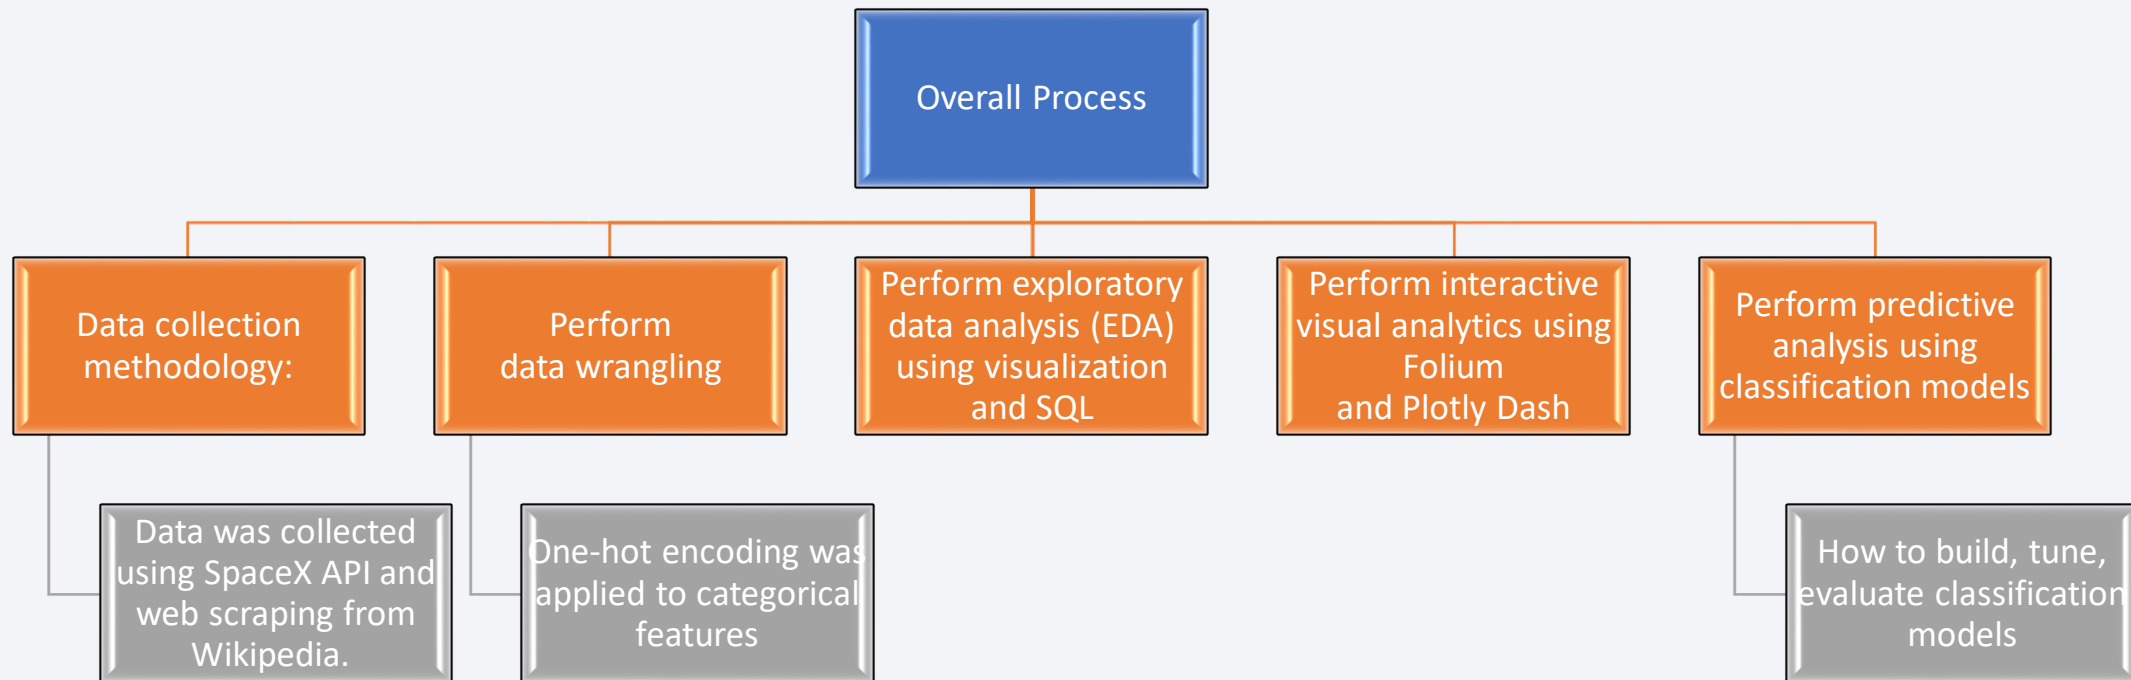 Overall Process
Data collection
methodology:
Perform
data wrangling
Perform exploratory
data analysis (EDA)
using visualization
and SQL
Perform interactive
visual analytics using
Folium
and Plotly Dash
Perform predictive
analysis using
classification models
Data was collected
using SpaceX API and
web scraping from
Wikipedia.
One-hot encoding was
applied to categorical
features
How to build, tune,
evaluate classification
models